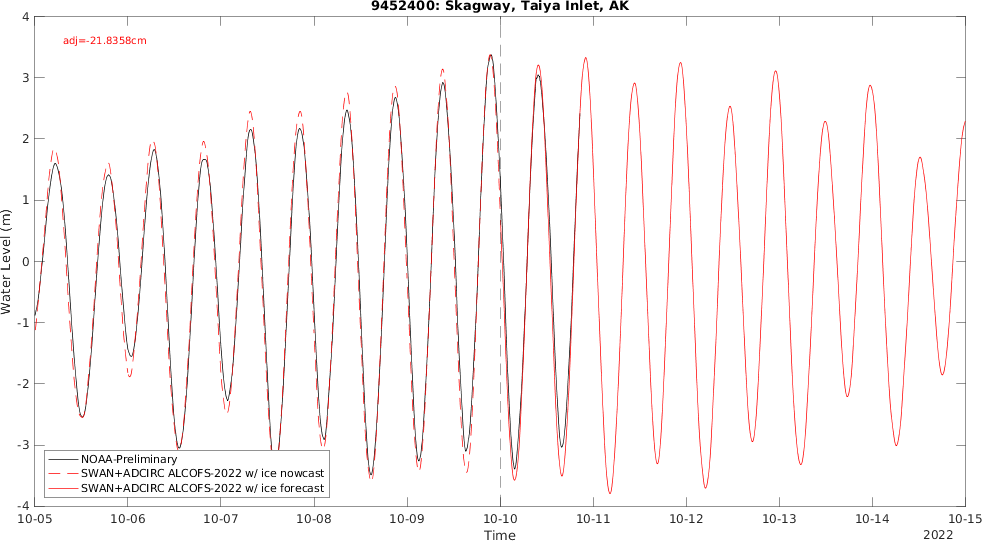 9452400: Skagway, Taiya Inlet, AK
adj=-21.8358cm
4
3
2
1
0
-1
-2
-3
-4
Water Level (m)
NOAA-Preliminary
SWAN+ADCIRC ALCOFS-2022 w/ ice nowcast
SWAN+ADCIRC ALCOFS-2022 w/ ice forecast
10-05 10-06 10-07 10-08 10-09 10-10 10-11 10-12 10-13 10-14 10-15
Time
2022